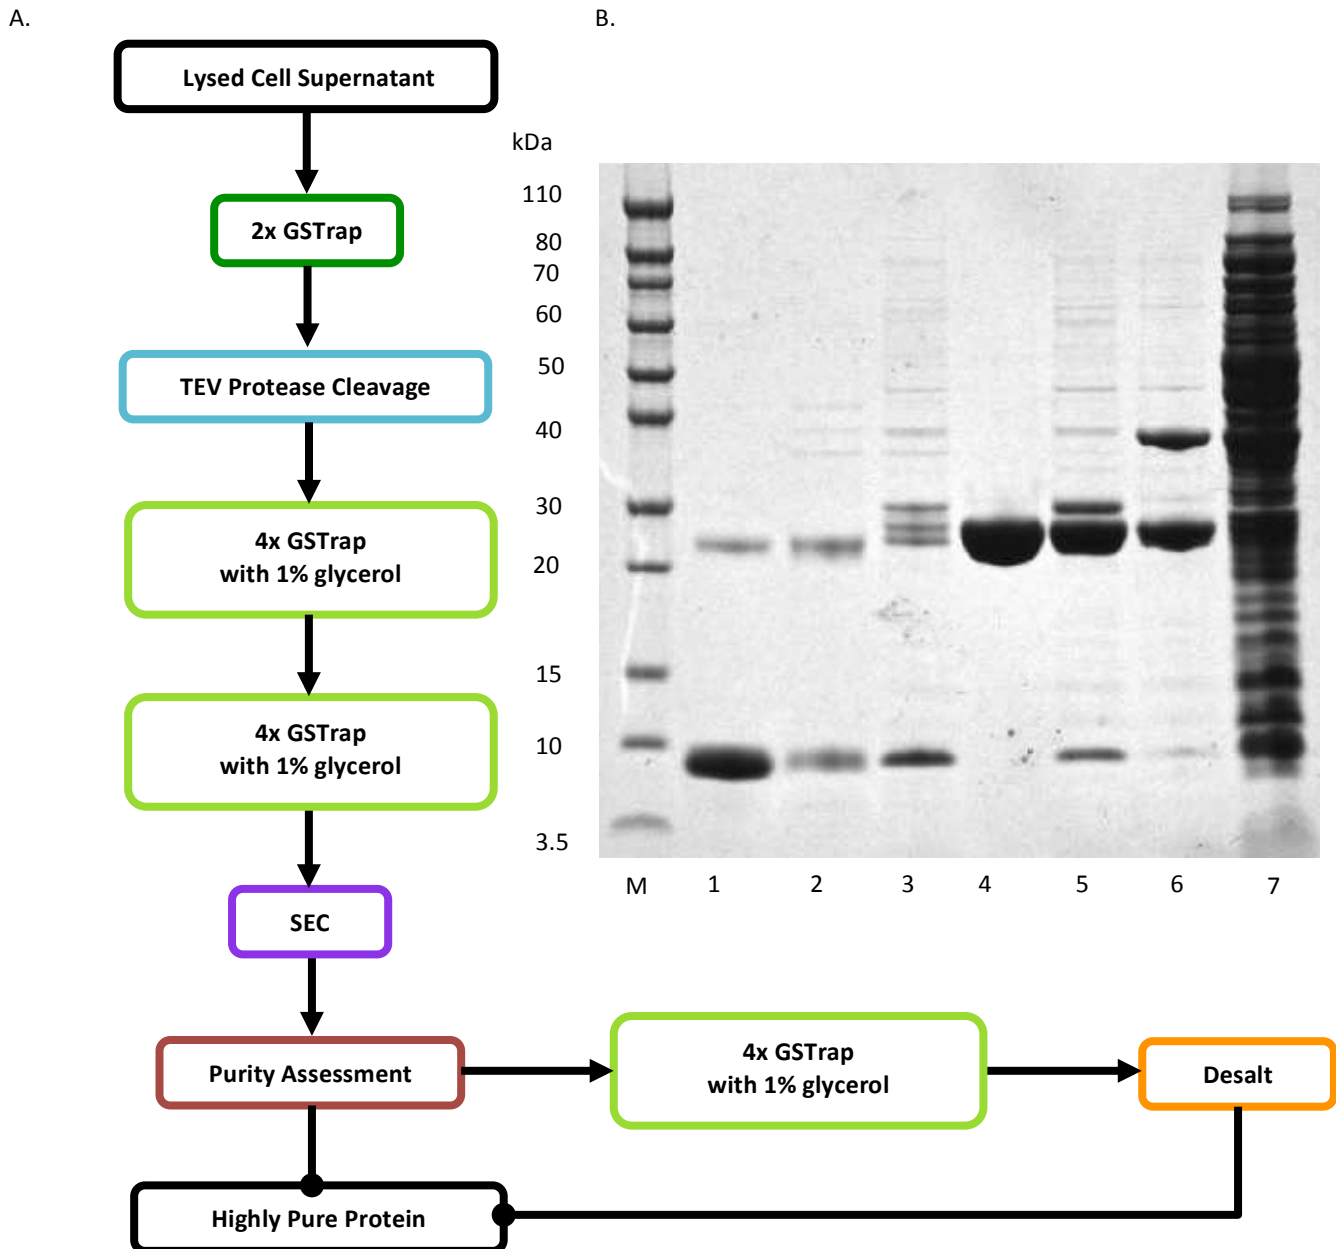 A.
Lysed Cell Supernatant
2x GSTrap
TEV Protease Cleavage
4x GSTrap
with 1% glycerol
4x GSTrap
with 1% glycerol
SEC
Purity Assessment
4x GSTrap
with 1% glycerol
Desalt
Highly Pure Protein
B.
kDa
110
80
70
60
50
40
30
20
15
10
3.5
M 1 2 3 4 5 6 7